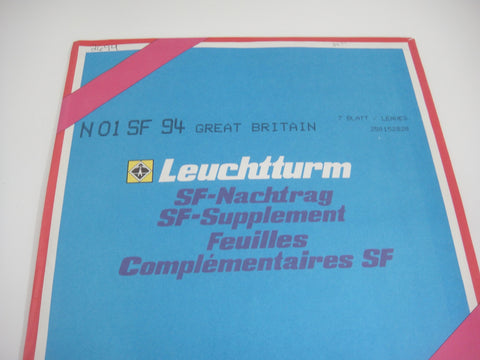 N 01 SF 94 GREAT BRITAIN
7 BLATT / LEAVES
Leuchtturm
SF-Nachtrag
SF-Supplement
Feuilles
Complémentaires SF